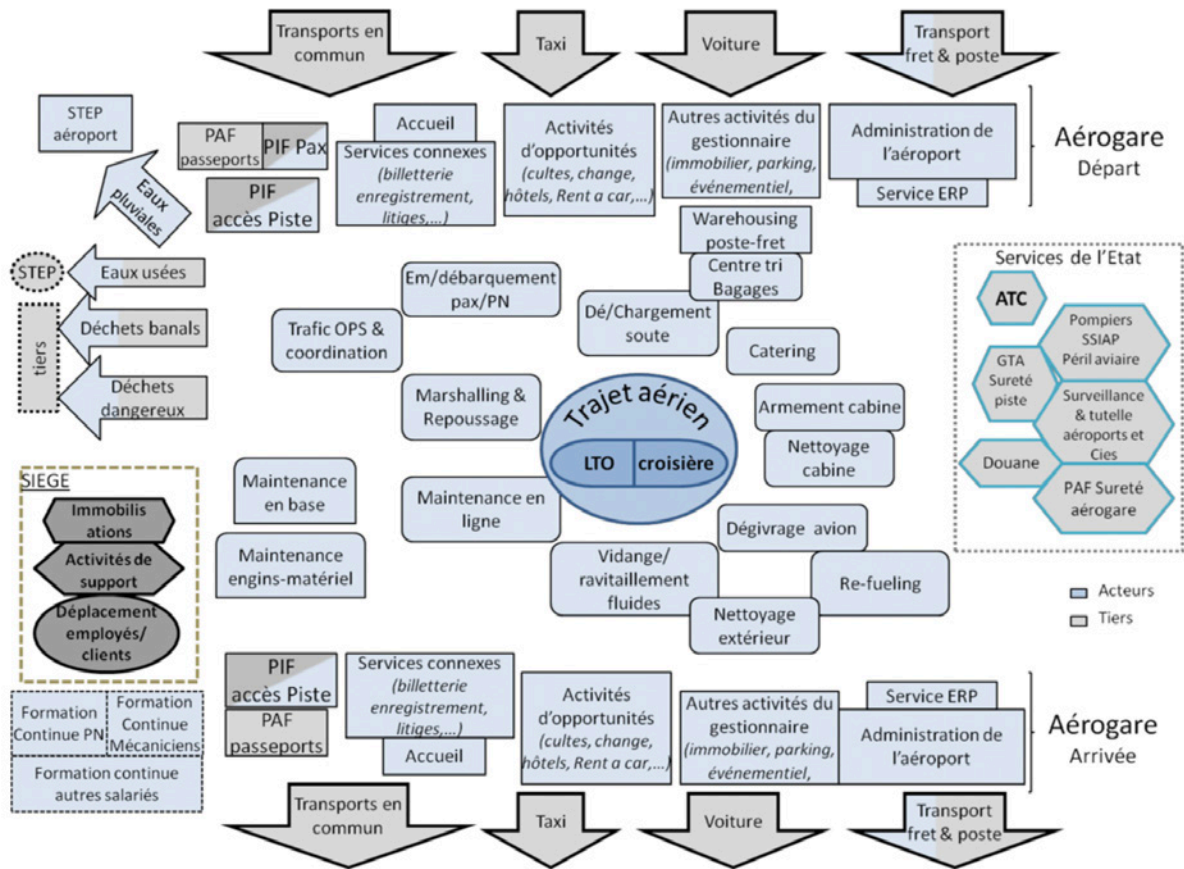 Transports en
commun
Taxi
Voiture
Transport
fret & poste
STEP
aéroport
PAF
passeports
PIF Pax
PIF
accès Piste
Accueil
Services connexes
(billetterie
enregistrement,
litiges,...)
Activités
d'opportunités
(cultes, change,
hôtels, Rent a car,...)
Autres activités du
gestionnaire
(immobilier, parking,
événementiel,
Administration de
l'aéroport
Service ERP
Aérogare
Départ
Eaux
pluviales
STEP
Eaux usées
tiers
Déchets banals
Déchets
dangereux
Warehousing
poste-fret
Centre tri
Bagages
Em/débarquement
pax/PN
Trafic OPS &
coordination
Dé/Chargement
soute
Catering
Marshalling &
Repoussage
Trajet aérien
LTO
croisière
Armement cabine
Nettoyage
cabine
Maintenance
en base
Maintenance en
ligne
Maintenance
engins-matériel
Dégivrage avion
Vidange/
ravitaillement
fluides
Re-fueling
Nettoyage
extérieur
Services de l'Etat
ATC
Pompiers
SSIAP
Péril aviaire
GTA
Sureté
piste
Surveillance
& tutelle
aéroports et
Cies
Douane
PAF Sureté
aérogare
Acteurs
Tiers
SIEGE
Immobilis
ations
Activités de
support
Déplacement
employés/
clients
Formation
Continue PN
Formation
Continue
Mécaniciens
Formation continue
autres salariés
PIF
accès Piste
PAF
passeports
Services connexes
(billetterie
enregistrement,
litiges,...)
Accueil
Activités
d'opportunités
(cultes, change,
hôtels, Rent a car,...)
Autres activités du
gestionnaire
(immobilier, parking,
événementiel,
Service ERP
Administration de
l'aéroport
Aérogare
Arrivée
Transports en
commun
Taxi
Voiture
Transport
fret & poste